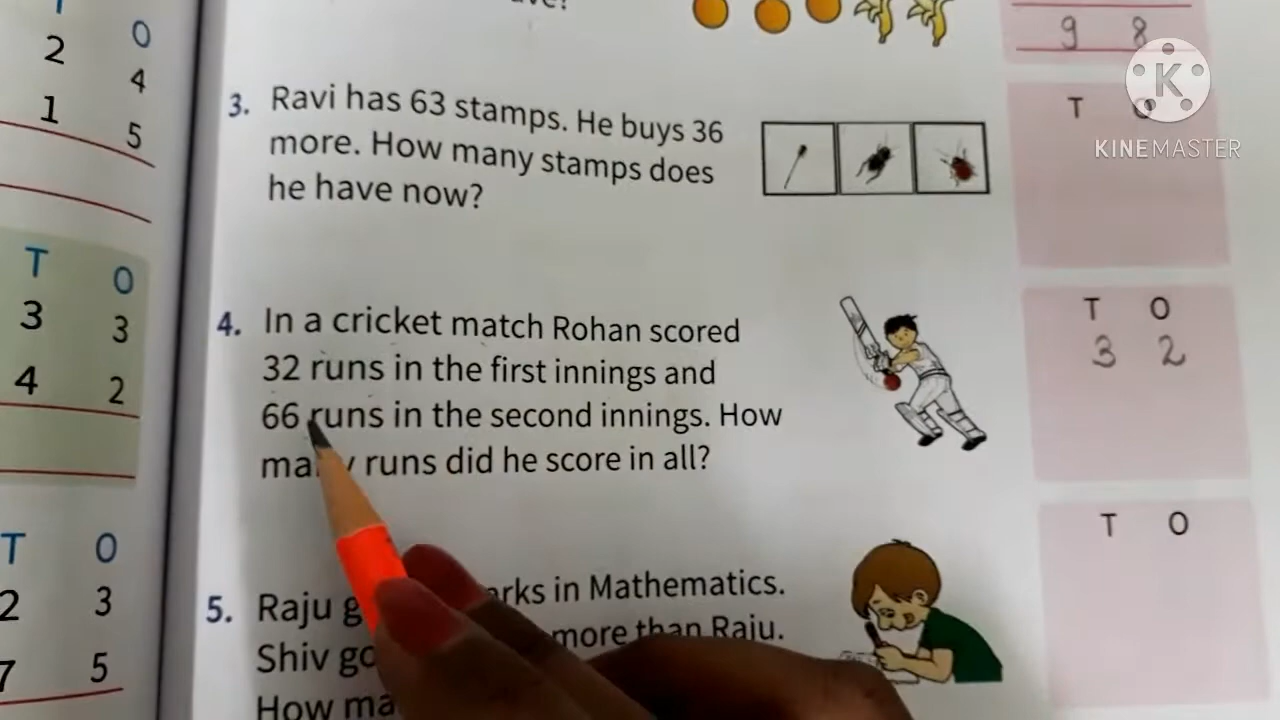 2 O
4
1 5
T O
3 3
4 2
T O
2 3
7 5
3. Ravi has 63 stamps. He buys 36
more. How many stamps does
he have now?
4. In a cricket match Rohan scored
32 runs in the first innings and
66 runs in the second innings. How
runs did he score in all?
5. Raju in Mathematics.
more than Raju.
Shiv
How
9 8
T O
T O
3 2
T O
K
KINEMASTER